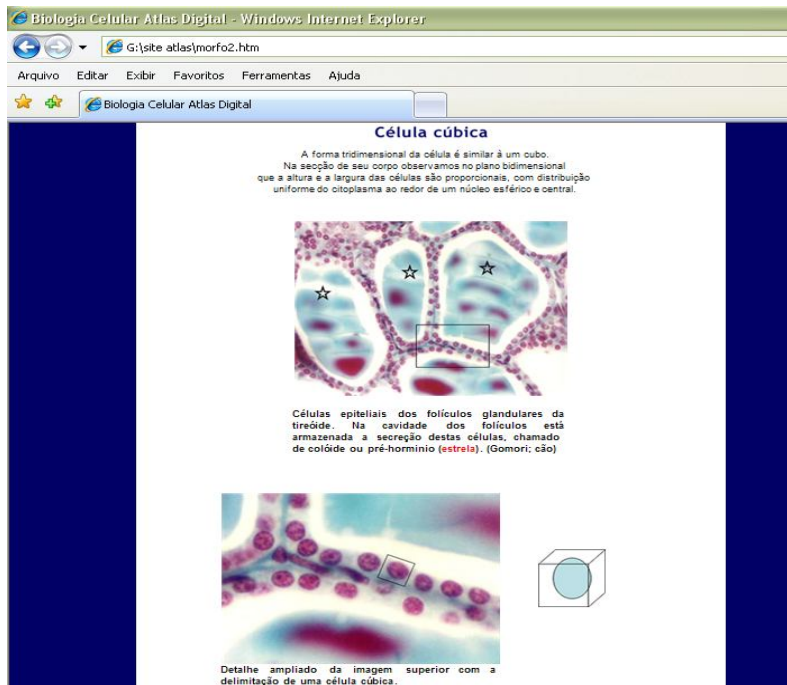 Biologia Celular Atlas Digital - Windows Internet Explorer
G:\site atlas\morfo2.htm
Arquivo Editar Exibir Favoritos Ferramentas Ajuda
Biologia Celular Atlas Digital
Célula cúbica
A forma tridimensional da célula é similar à um cubo.
Na secção de seu corpo observamos no plano bidimensional
que a altura e a largura das células são proporcionais, com distribuição
uniforme do citoplasma ao redor de um núcleo esférico e central.
Células epiteliais dos folículos glandulares da
tireóide. Na cavidade dos folículos está
armazenada a secreção destas células, chamado
de colóide ou pré-horminio (estrela). (Gomori; cão)
Detalhe ampliado da imagem superior com a
delimitação de uma célula cúbica.